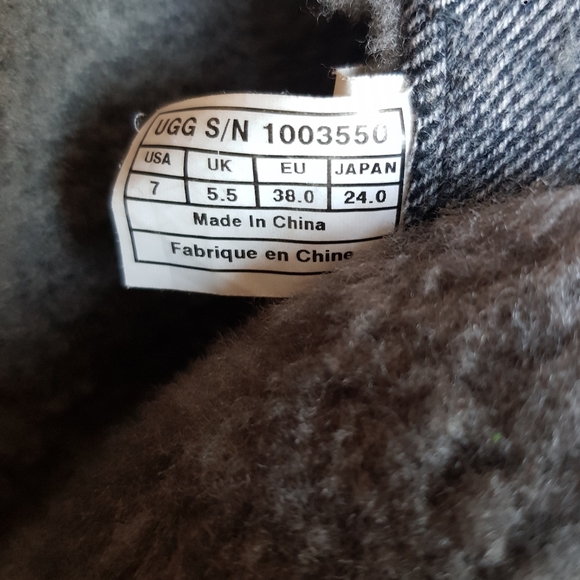 UGG S/N 1003550
USA UK EU JAPAN
7 5.5 38.0 24.0
Made In China
Fabrique en Chine